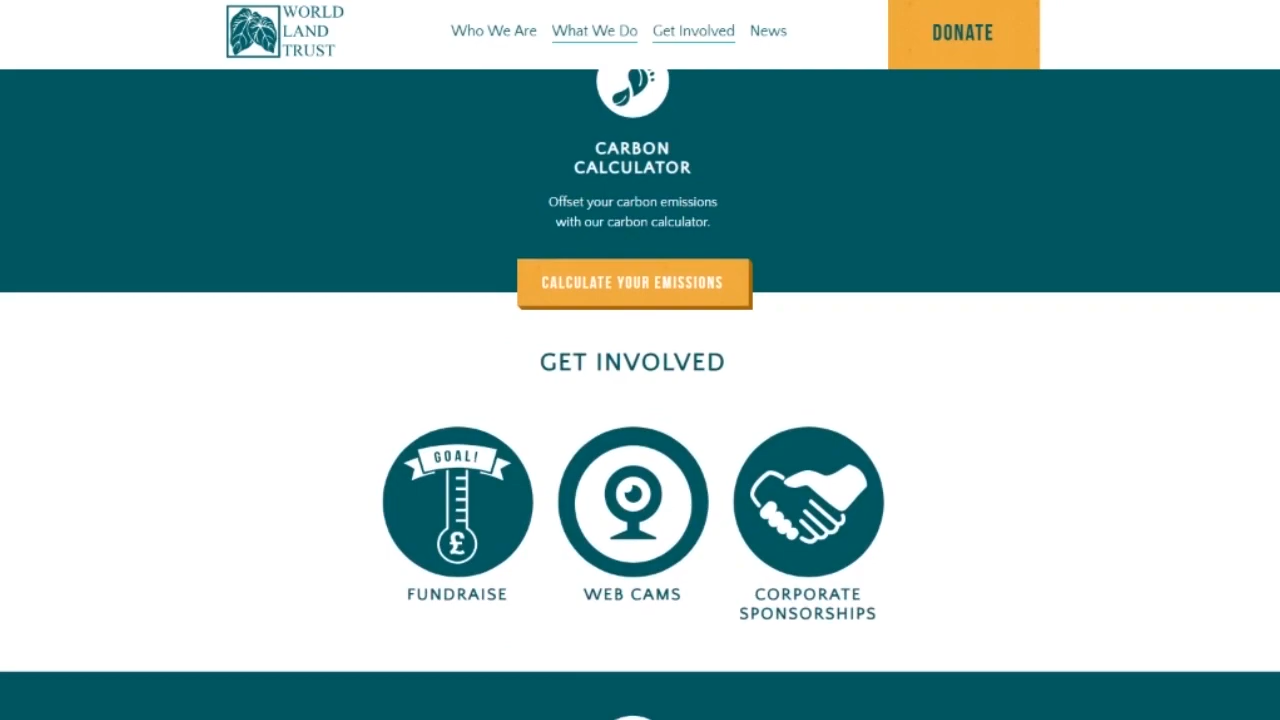 WORLD
LAND
TRUST
Who We Are
What We Do
Get Involved
News
DONATE
CARBON
CALCULATOR
Offset your carbon emissions
with our carbon calculator.
CALCULATE YOUR EMISSIONS
GET INVOLVED
GOAL!
£
FUNDRAISE
WEB CAMS
CORPORATE
SPONSORSHIPS